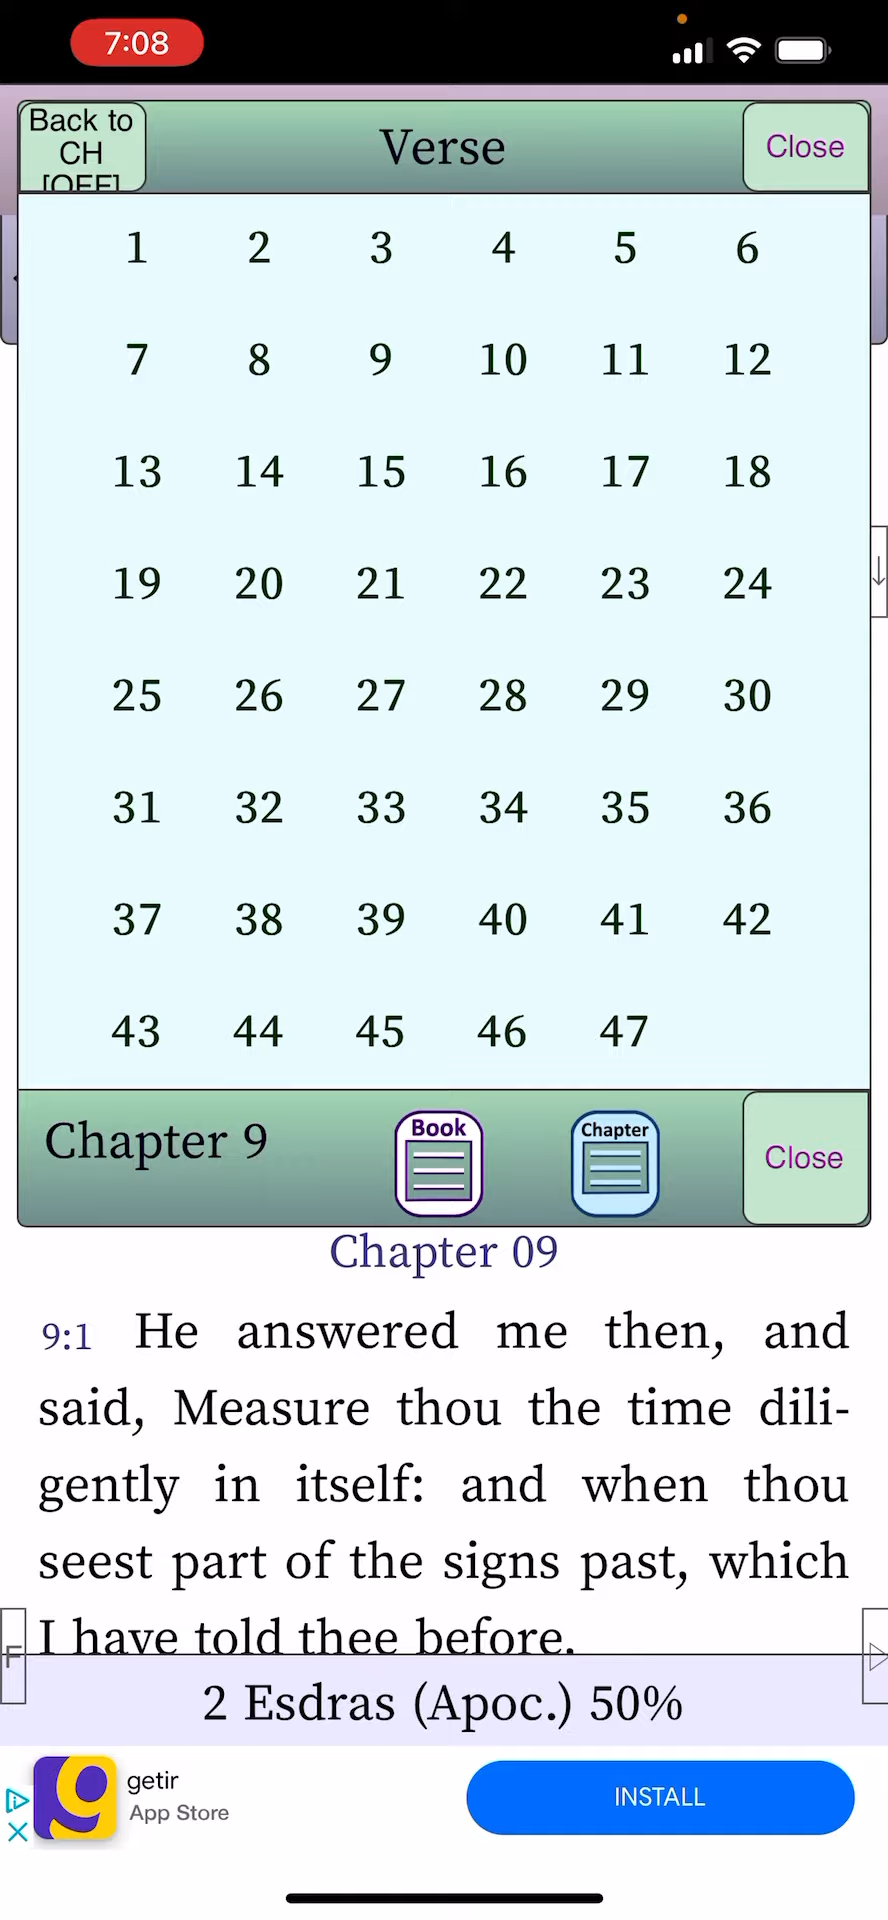 7:08
Back to
CH
[OFF]
Verse
Close
1 2 3 4 5 6
7 8 9 10 11 12
13 14 15 16 17 18
19 20 21 22 23 24
25 26 27 28 29 30
31 32 33 34 35 36
37 38 39 40 41 42
43 44 45 46 47
Chapter 9
Book
Chapter
Close
Chapter 09
9:1 He answered me then, and
said, Measure thou the time dili-
gently in itself: and when thou
seest part of the signs past, which
I have told thee before.
F
2 Esdras (Apoc.) 50%
getir
App Store
INSTALL